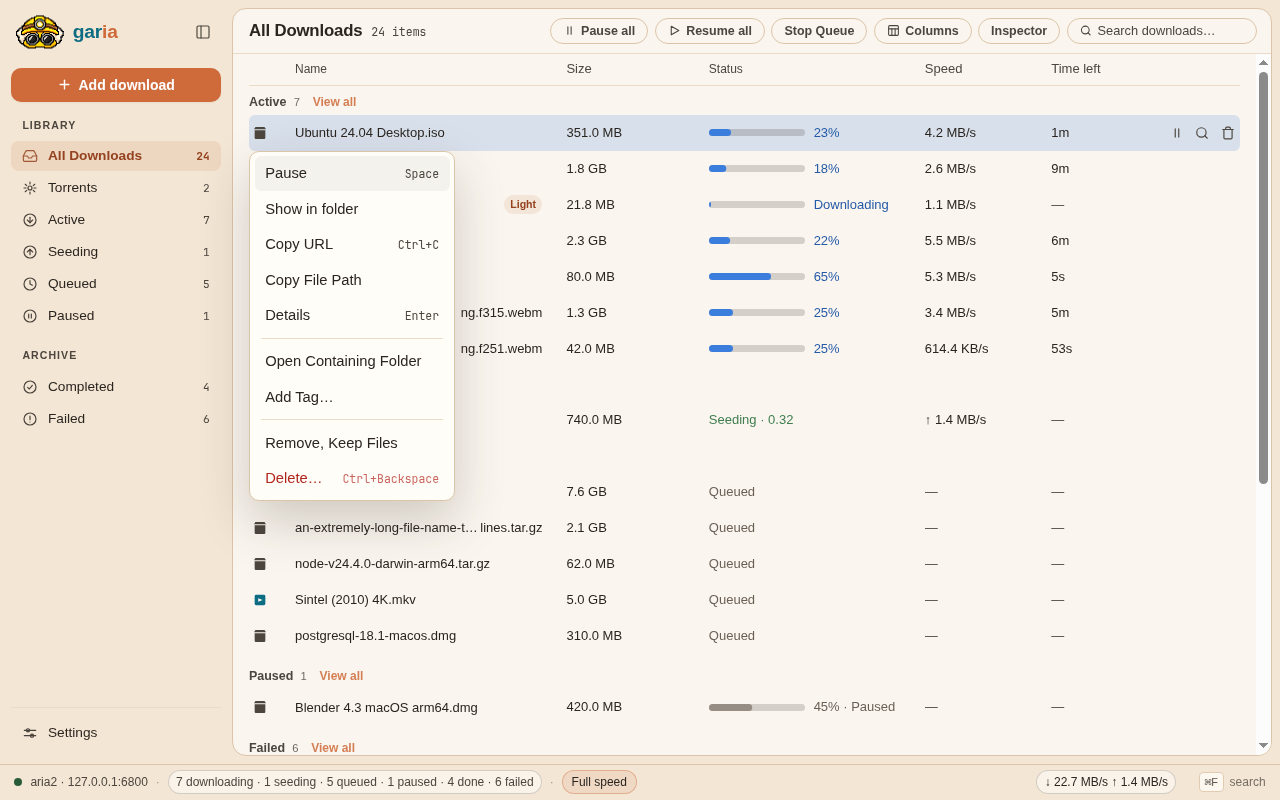 garia
All Downloads 24 items
Pause all
Resume all
Stop Queue
Columns
Inspector
Search downloads…
Add download
LIBRARY
All Downloads 24
Torrents 2
Active 7
Seeding 1
Queued 5
Paused 1
ARCHIVE
Completed 4
Failed 6
Settings
Name Size Status Speed Time left
Active 7 View all
Ubuntu 24.04 Desktop.iso 351.0 MB 23% 4.2 MB/s 1m
1.8 GB 18% 2.6 MB/s 9m
Light 21.8 MB Downloading 1.1 MB/s —
2.3 GB 22% 5.5 MB/s 6m
80.0 MB 65% 5.3 MB/s 5s
ng.f315.webm 1.3 GB 25% 3.4 MB/s 5m
ng.f251.webm 42.0 MB 25% 614.4 KB/s 53s
740.0 MB Seeding · 0.32 ↑ 1.4 MB/s —
7.6 GB Queued — —
an-extremely-long-file-name-t… lines.tar.gz 2.1 GB Queued — —
node-v24.4.0-darwin-arm64.tar.gz 62.0 MB Queued — —
Sintel (2010) 4K.mkv 5.0 GB Queued — —
postgresql-18.1-macos.dmg 310.0 MB Queued — —
Paused 1 View all
Blender 4.3 macOS arm64.dmg 420.0 MB 45% · Paused — —
Failed 6 View all
Pause Space
Show in folder
Copy URL Ctrl+C
Copy File Path
Details Enter
Open Containing Folder
Add Tag…
Remove, Keep Files
Delete… Ctrl+Backspace
aria2 · 127.0.0.1:6800 · 7 downloading · 1 seeding · 5 queued · 1 paused · 4 done · 6 failed · Full speed
↓ 22.7 MB/s ↑ 1.4 MB/s
⌘F search